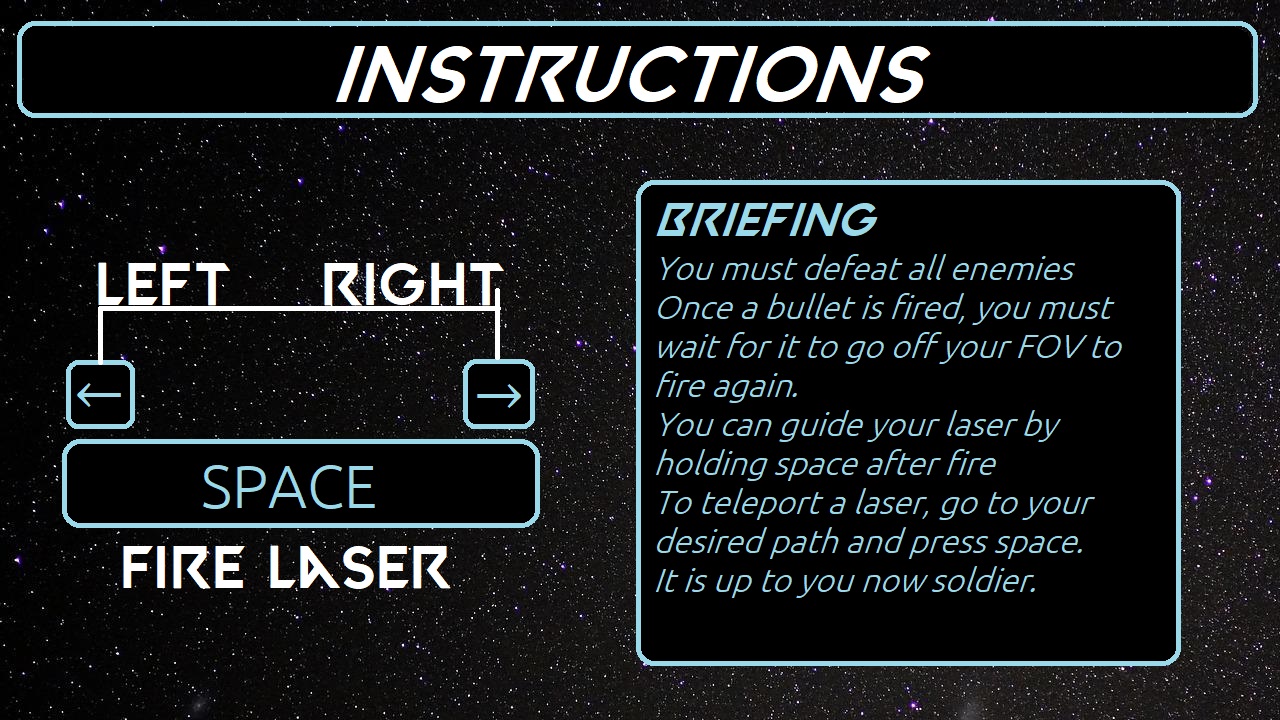 INSTRUCTIONS
LEFT RIGHT
← →
SPACE
FIRE LASER
BRIEFING
You must defeat all enemies
Once a bullet is fired, you must
wait for it to go off your FOV to
fire again.
You can guide your laser by
holding space after fire
To teleport a laser, go to your
desired path and press space.
It is up to you now soldier.